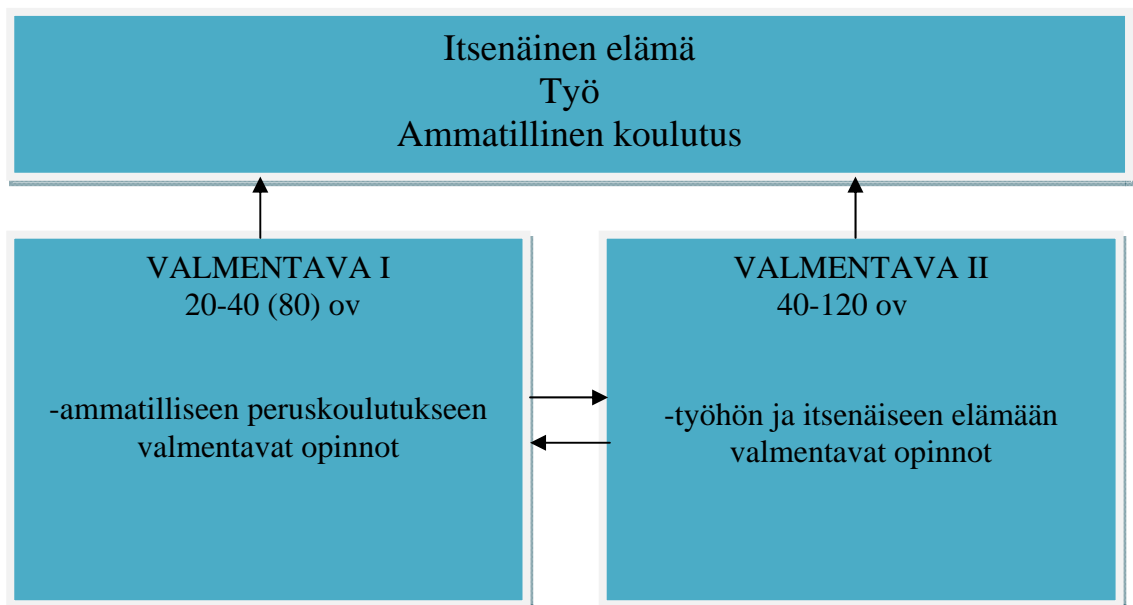 Itsenäinen elämä
Työ
Ammatillinen koulutus
VALMENTAVA I
20-40 (80) ov
-ammatilliseen peruskoulutukseen
valmentavat opinnot
VALMENTAVA II
40-120 ov
-työhön ja itsenäiseen elämään
valmentavat opinnot